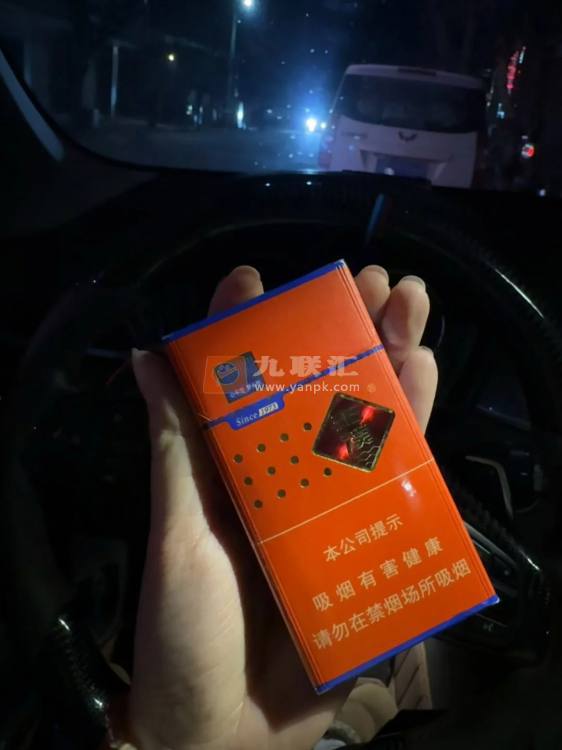 九联汇
www.yanpk.com
Since 1973
®
本公司提示
吸烟有害健康
请勿在禁烟场所吸烟